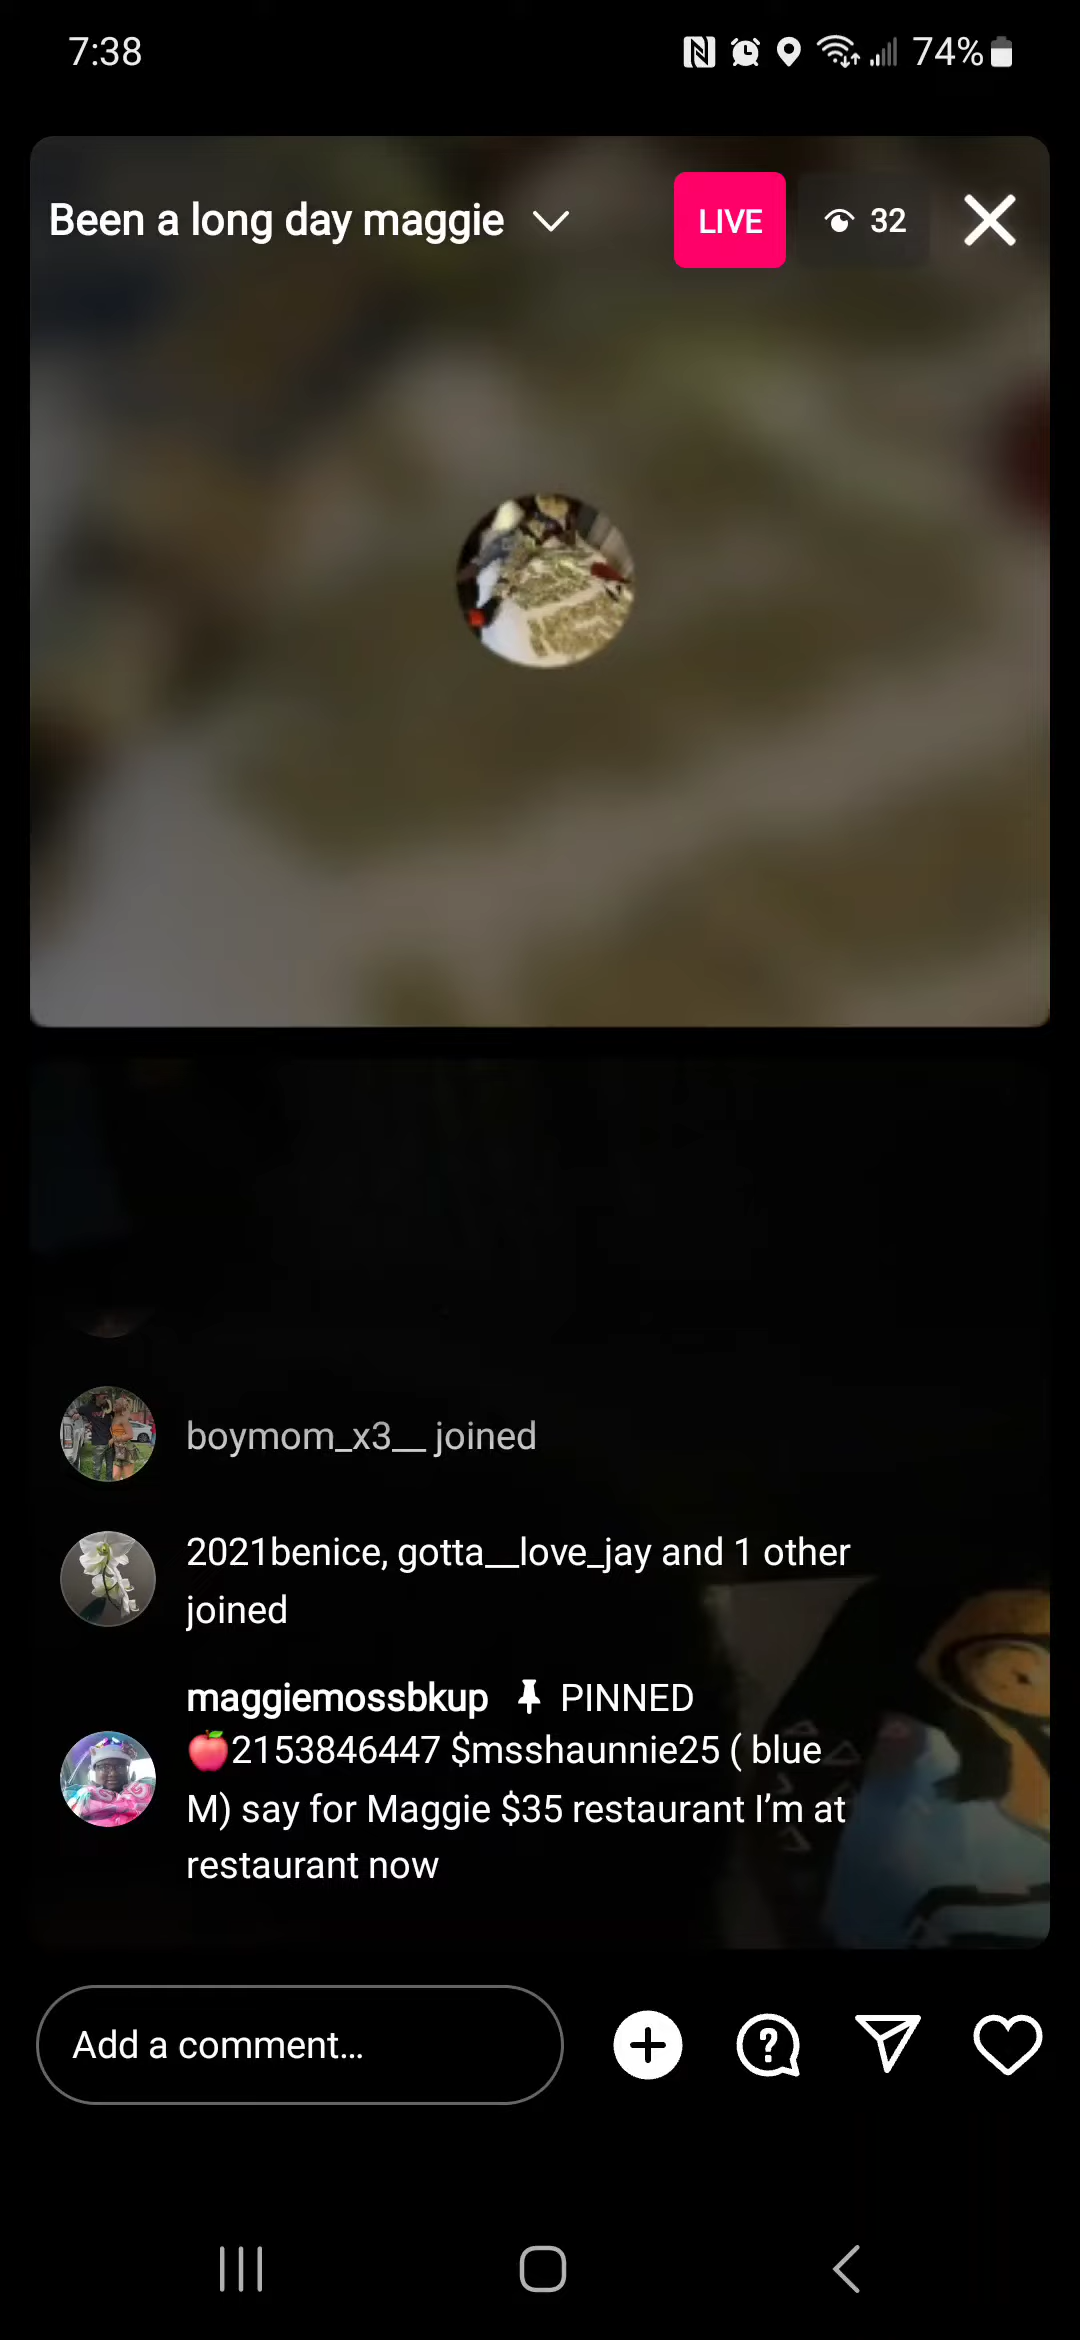 7:38
74%
Been a long day maggie
LIVE
32
boymom_x3__ joined
2021benice, gotta__love_jay and 1 other
joined
maggiemossbkup PINNED
🍎2153846447 $msshaunnie25 ( blue
M) say for Maggie $35 restaurant I’m at
restaurant now
Add a comment...